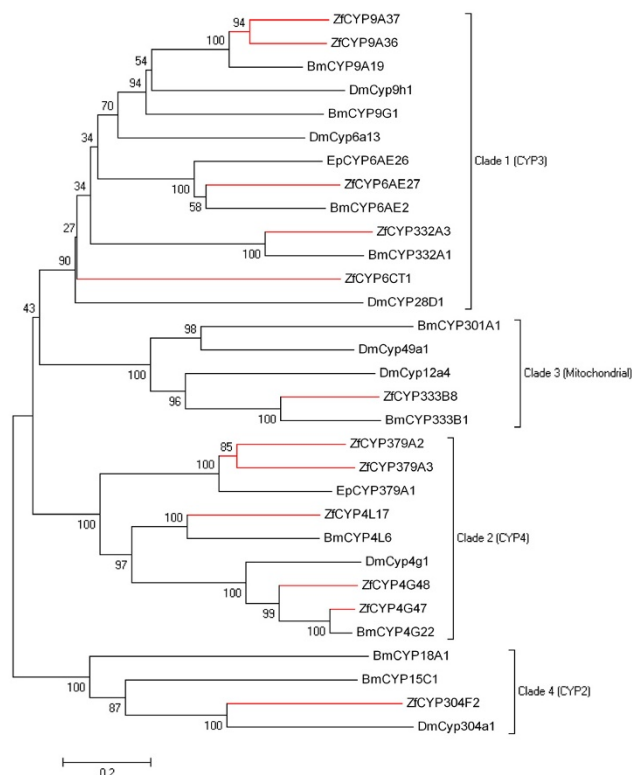 94
ZfCYP9A37
ZfCYP9A36
100
54
BmCYP9A19
94
DmCyp9h1
70
BmCYP9G1
34
DmCyp6a13
EpCYP6AE26
100
ZfCYP6AE27
34
58
BmCYP6AE2
27
ZfCYP332A3
100
BmCYP332A1
90
ZfCYP6CT1
DmCYP28D1
Clade 1 (CYP3)
43
98
BmCYP301A1
DmCyp49a1
100
DmCyp12a4
96
ZfCYP333B8
100
BmCYP333B1
Clade 3 (Mitochondrial)
85
ZfCYP379A2
100
ZfCYP379A3
EpCYP379A1
100
100
ZfCYP4L17
BmCYP4L6
97
DmCyp4g1
100
ZfCYP4G48
99
ZfCYP4G47
100
BmCYP4G22
Clade 2 (CYP4)
BmCYP18A1
100
BmCYP15C1
87
ZfCYP304F2
100
DmCyp304a1
Clade 4 (CYP2)
0.2